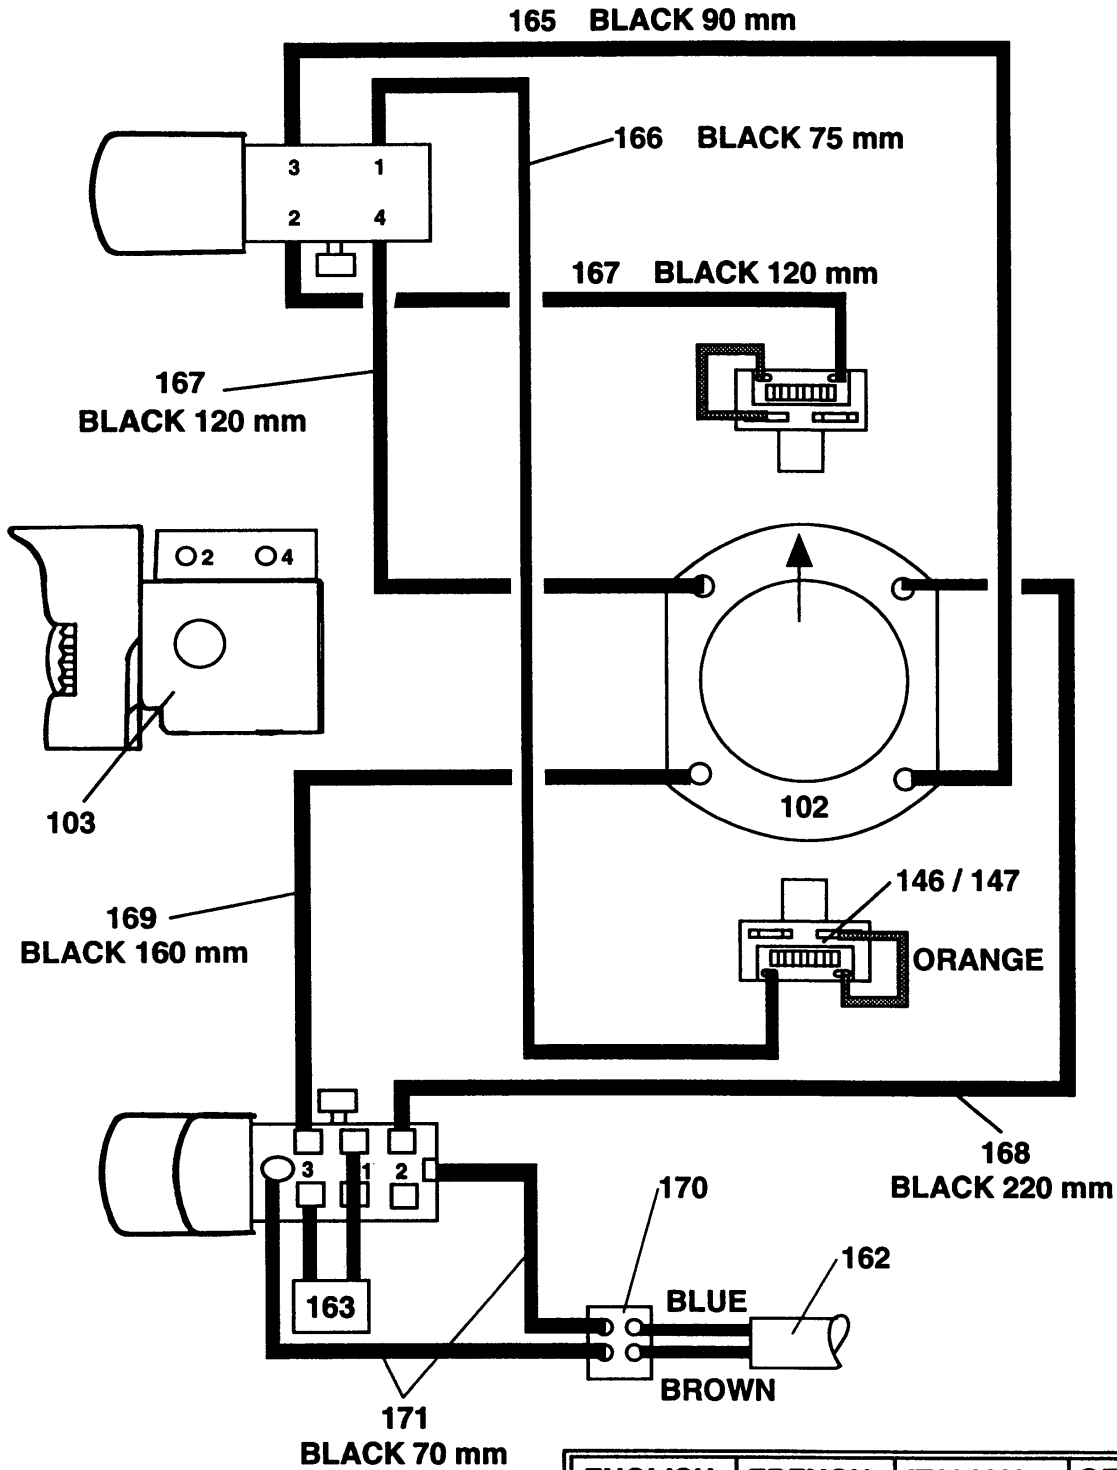 165 BLACK 90 mm
166 BLACK 75 mm
3 1
2 4
167 BLACK 120 mm
167
BLACK 120 mm
2 4
103
102
146 / 147
ORANGE
169
BLACK 160 mm
168
BLACK 220 mm
3 1 2
170
162
163
BLUE
BROWN
171
BLACK 70 mm